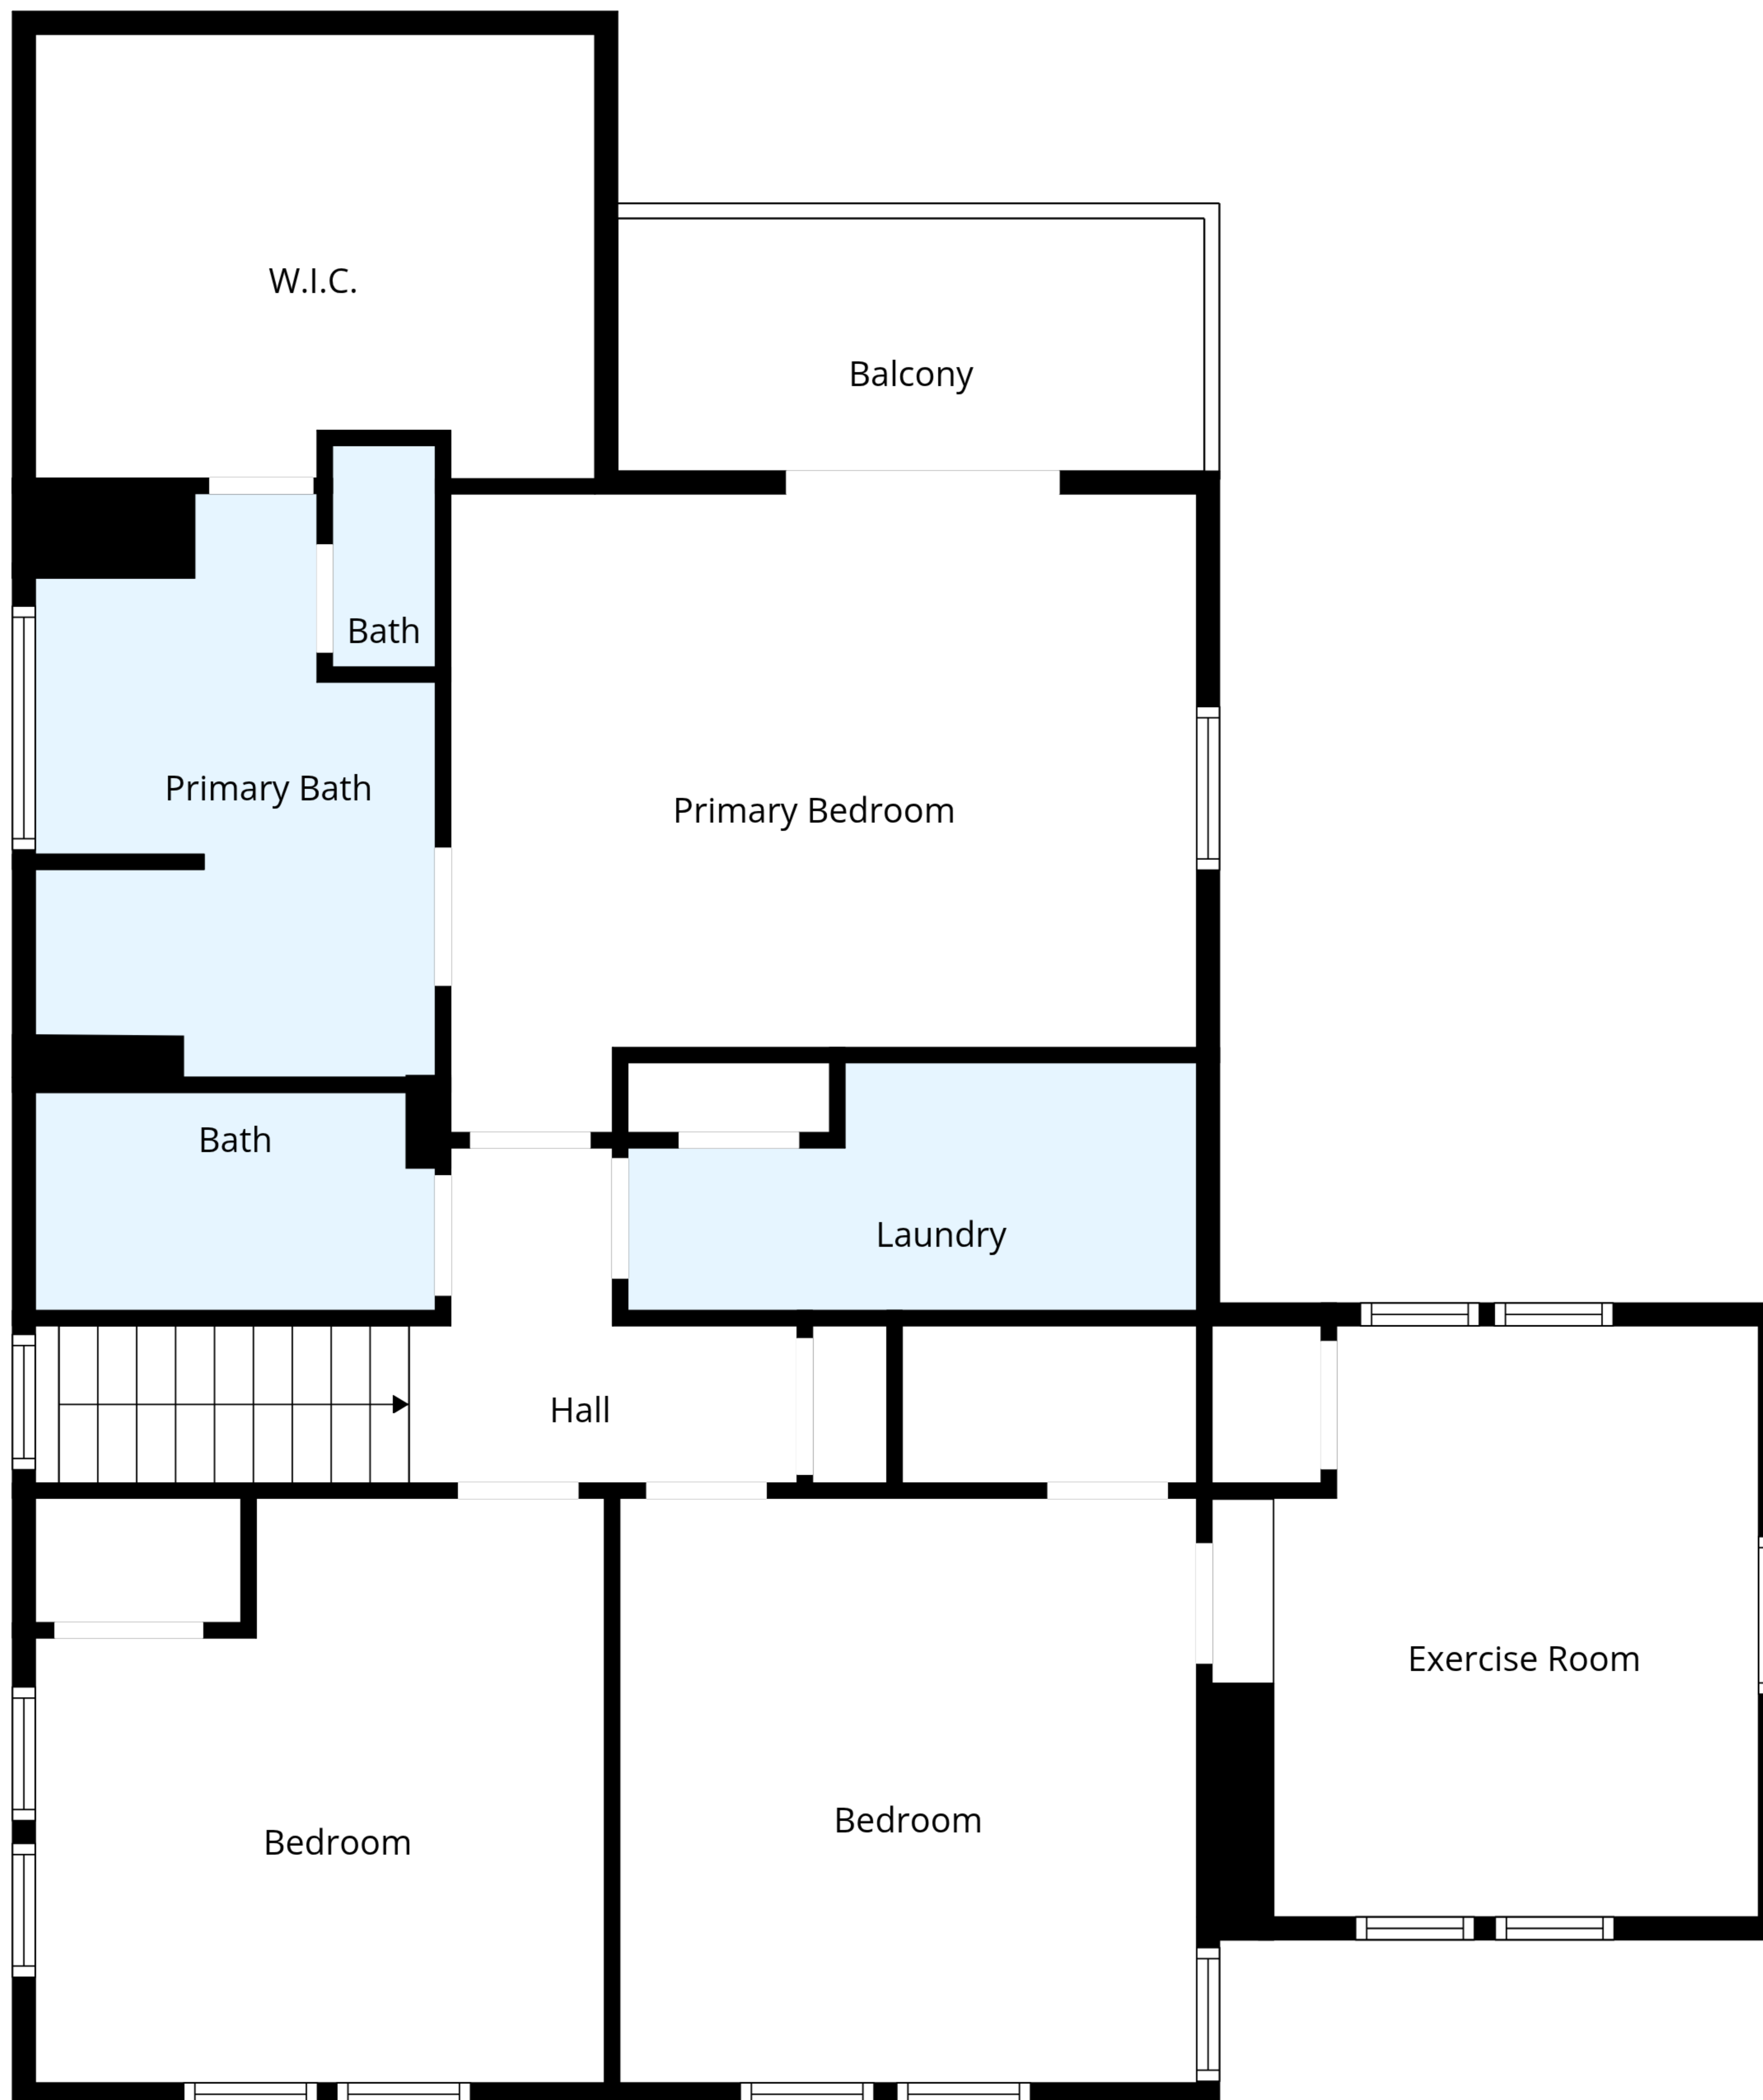 W.I.C.
Balcony
Bath
Primary Bath
Primary Bedroom
Bath
Laundry
Hall
Exercise Room
Bedroom
Bedroom